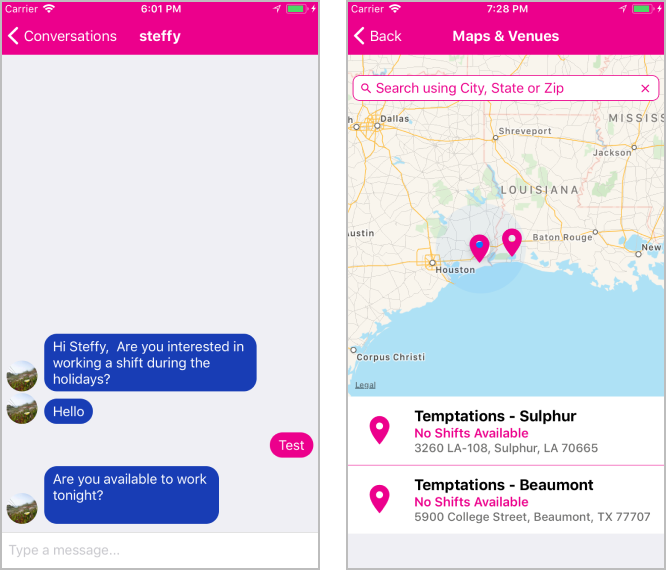 Carrier 6:01 PM
Conversations steffy
Hi Steffy, Are you interested in
working a shift during the
holidays?
Hello
Test
Are you available to work
tonight?
Type a message...
Carrier 7:28 PM
Back Maps & Venues
Search using City, State or Zip
h
Dallas
MISSISS
Shreveport
Jackson
LOUISIANA
ustin
Baton Rouge
New
Houston
Corpus Christi
Legal
Temptations - Sulphur
No Shifts Available
3260 LA-108, Sulphur, LA 70665
Temptations - Beaumont
No Shifts Available
5900 College Street, Beaumont, TX 77707